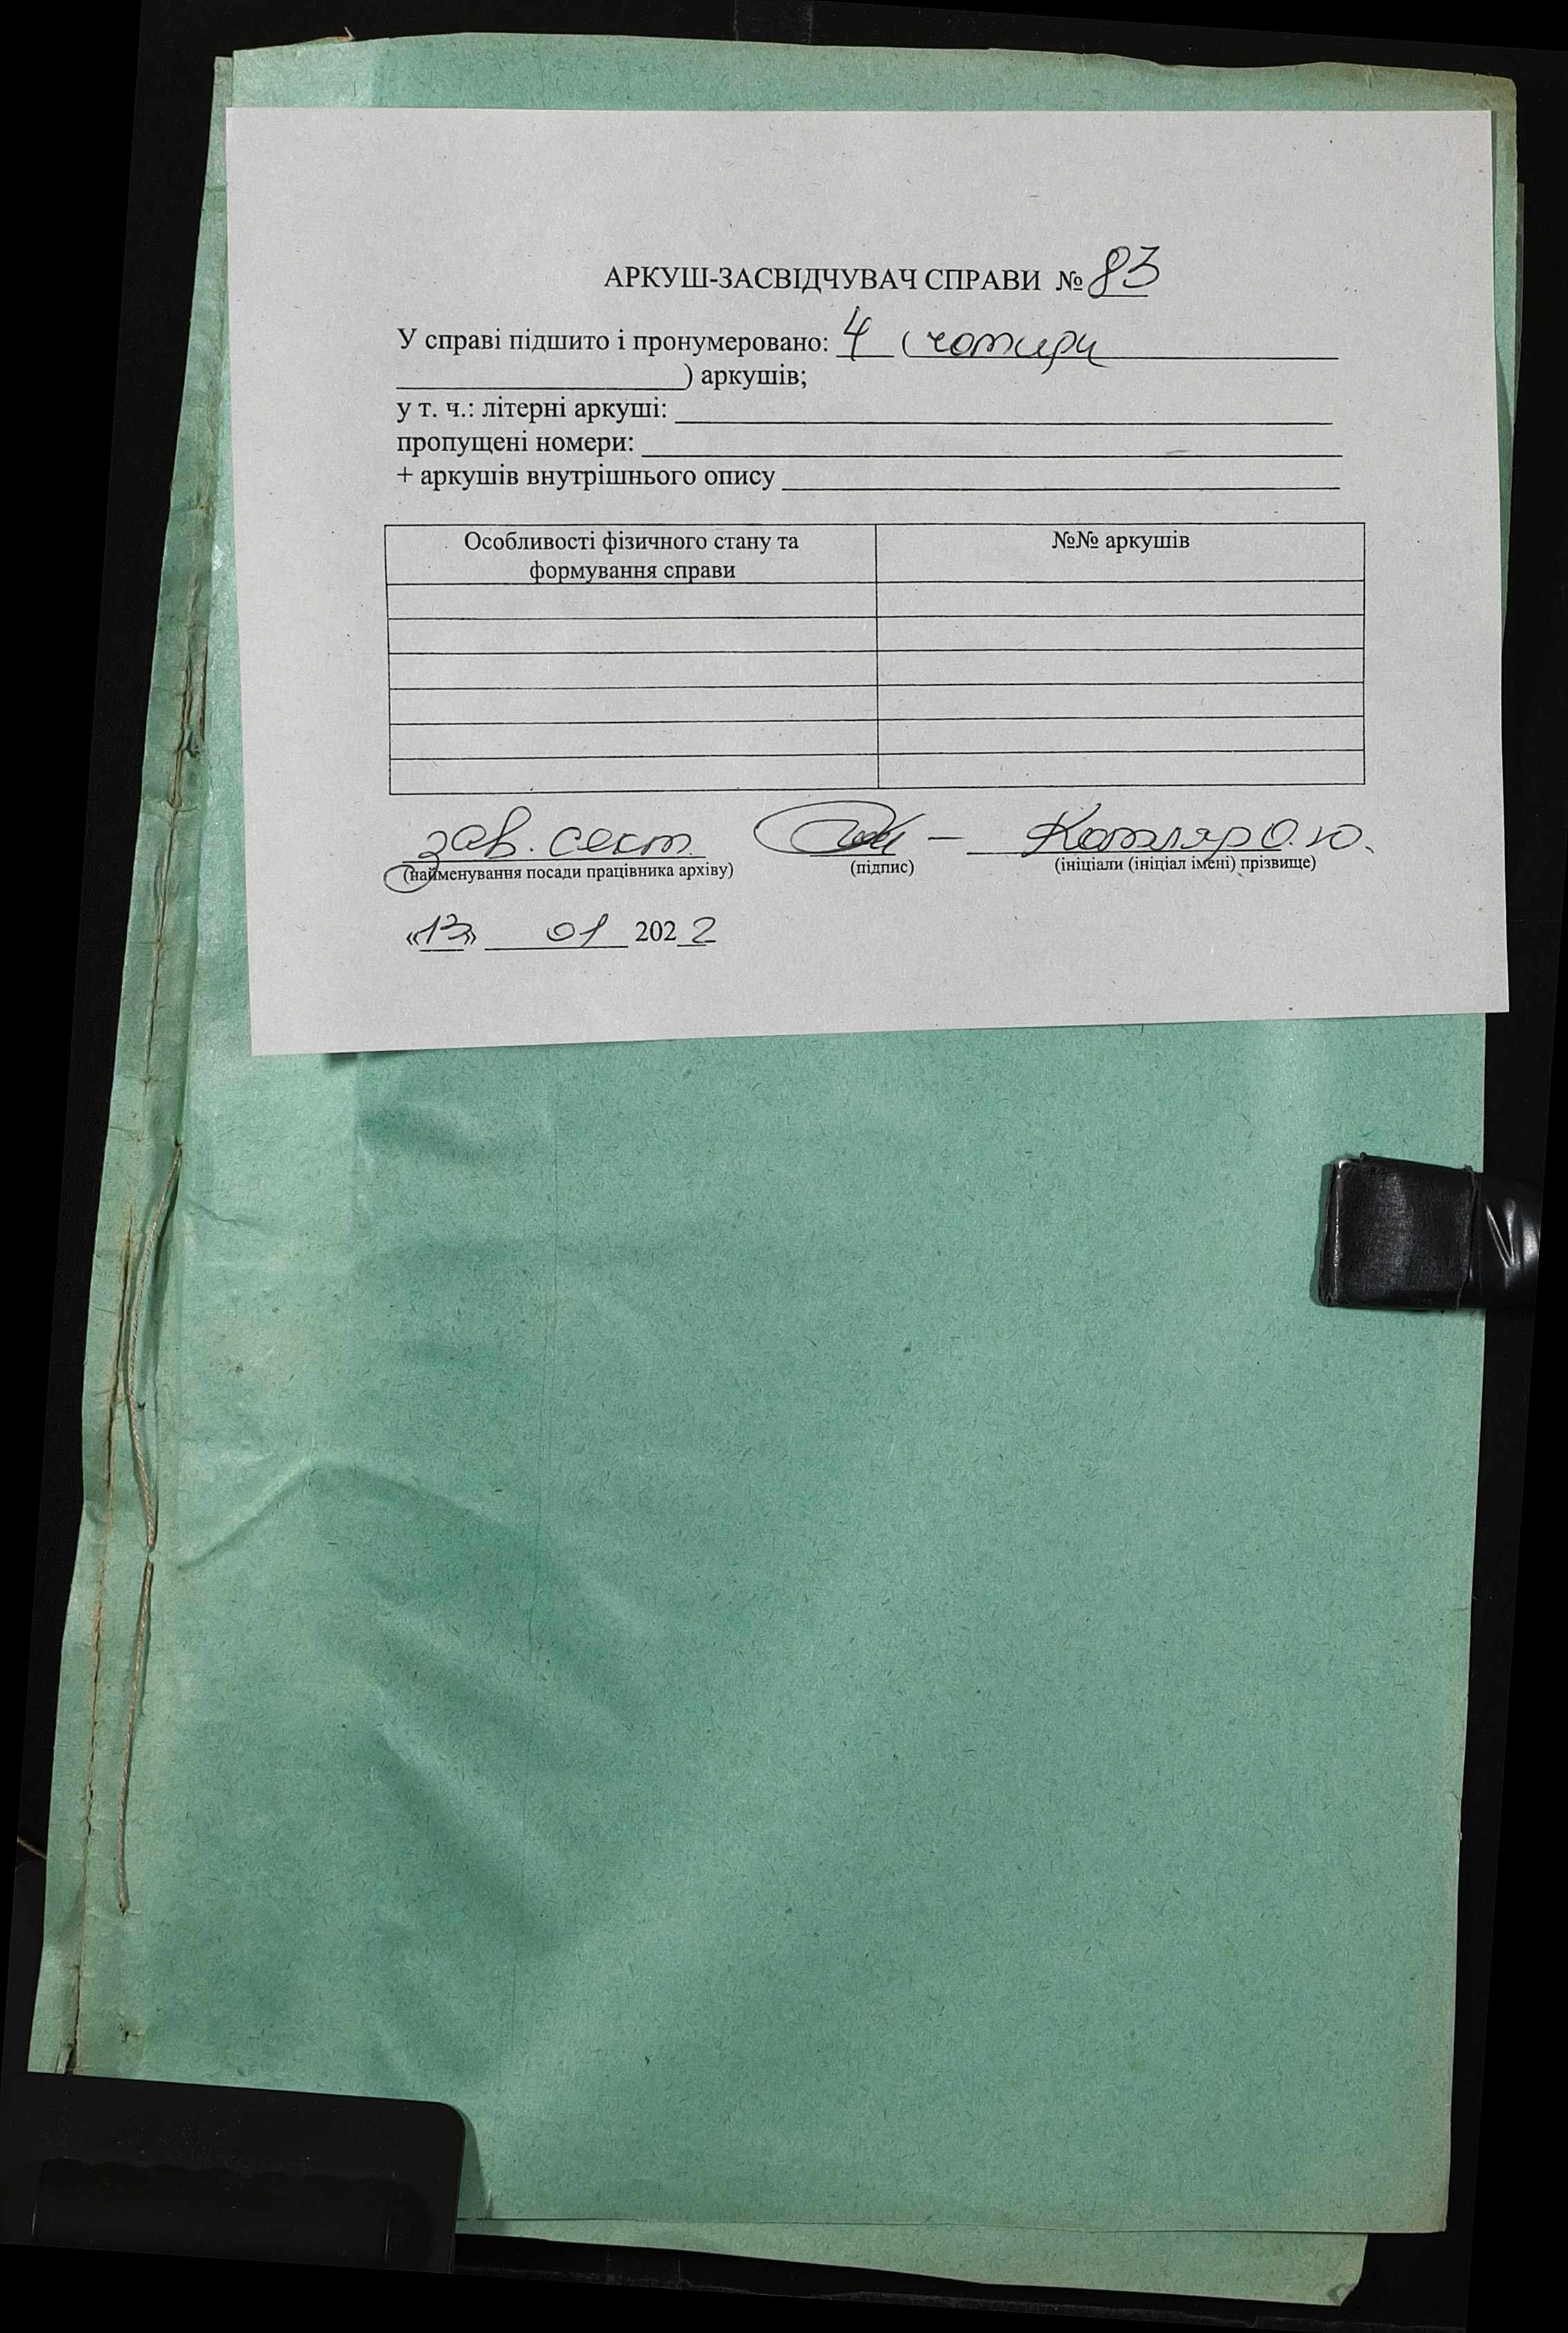 АРКУШ-ЗАСВІДЧУВАЧ СПРАВИ № 83
У справі підшито і пронумеровано: 4 (чотири
) аркушів;
у т. ч.: літерні аркуші:
пропущені номери:
+ аркушів внутрішнього опису
Особливості фізичного стану та формування справи
№№ аркушів
зав. сект. — Котляр О.Ю.
(найменування посади працівника архіву) (підпис) (ініціали (ініціал імені) прізвище)
«13» 01 2022